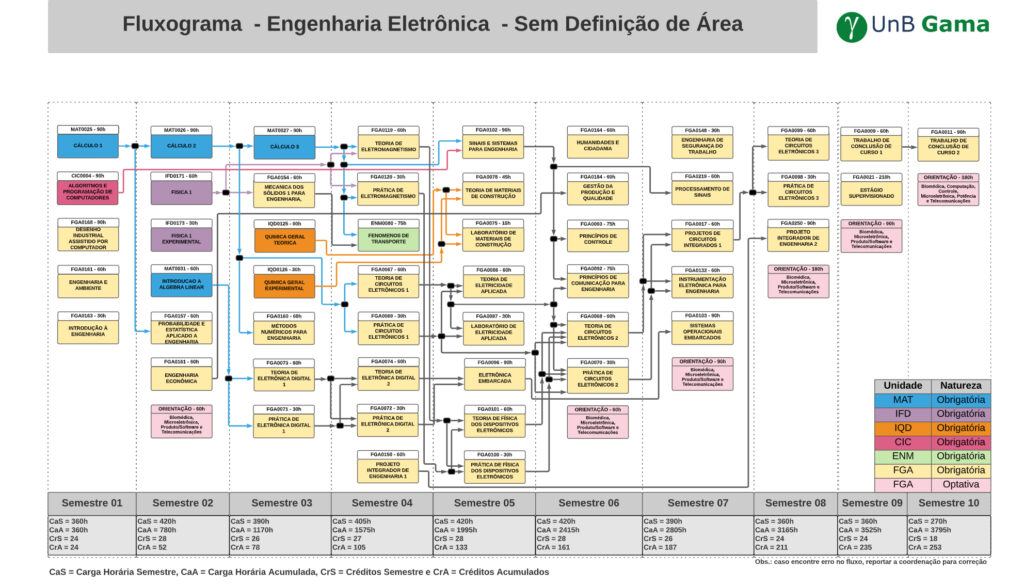 Fluxograma - Engenharia Eletrônica - Sem Definição de Área
UnB Gama
MAT0025 - 90h
CÁLCULO 1
CIC0004 - 90h
ALGORITMOS E
PROGRAMAÇÃO DE
COMPUTADORES
FGA0168 - 90h
DESENHO
INDUSTRIAL
ASSISTIDO POR
COMPUTADOR
FGA0161 - 60h
ENGENHARIA E
AMBIENTE
FGA0163 - 30h
INTRODUÇÃO À
ENGENHARIA
MAT0026 - 90h
CÁLCULO 2
IFD0171 - 60h
FISICA 1
IFD0173 - 30h
FISICA 1
EXPERIMENTAL
MAT0031 - 60h
INTRODUCAO A
ALGEBRA LINEAR
FGA0157 - 60h
PROBABILIDADE E
ESTATÍSTICA
APLICADO A
ENGENHARIA
FGA0161 - 60h
ENGENHARIA
ECONÔMICA
ORIENTAÇÃO - 60h
Biomédica,
Microeletrônica,
Produto/Software e
Telecomunicações
MAT0027 - 90h
CÁLCULO 3
FGA0154 - 60h
MECANICA DOS
SÓLIDOS 1 PARA
ENGENHARIA,
IQD0125 - 60h
QUIMICA GERAL
TEORICA
IQD0126 - 30h
QUIMICA GERAL
EXPERIMENTAL
FGA0160 - 60h
MÉTODOS
NUMÉRICOS PARA
ENGENHARIA
FGA0073 - 60h
TEORIA DE
ELETRÔNICA DIGITAL
1
FGA0071 - 30h
PRÁTICA DE
ELETRÔNICA DIGITAL
1
FGA0119 - 60h
TEORIA DE
ELETROMAGNETISMO
FGA0120 - 30h
PRÁTICA DE
ELETROMAGNETISMO
ENM0080 - 75h
FENOMENOS DE
TRANSPORTE
FGA0067 - 60h
TEORIA DE
CIRCUITOS
ELETRÔNICOS 1
FGA0069 - 30h
PRÁTICA DE
CIRCUITOS
ELETRÔNICOS 1
FGA0074 - 60h
TEORIA DE
ELETRÔNICA DIGITAL
2
FGA0072 - 30h
PRÁTICA DE
ELETRÔNICA DIGITAL
2
FGA0150 - 60h
PROJETO
INTEGRADOR DE
ENGENHARIA 1
FGA0102 - 90h
SINAIS E SISTEMAS
PARA ENGENHARIA
FGA0078 - 45h
TEORIA DE MATERIAIS
DE CONSTRUÇÃO
FGA0075 - 15h
LABORATÓRIO DE
MATERIAIS DE
CONSTRUÇÃO
FGA0086 - 60h
TEORIA DE
ELETRICIDADE
APLICADA
FGA0087 - 30h
LABORATÓRIO DE
ELETRICIDADE
APLICADA
FGA0096 - 90h
ELETRÔNICA
EMBARCADA
FGA0101 - 60h
TEORIA DE FÍSICA
DOS DISPOSITIVOS
ELETRÔNICOS
FGA0100 - 30h
PRÁTICA DE FÍSICA
DOS DISPOSITIVOS
ELETRÔNICOS
FGA0164 - 60h
HUMANIDADES E
CIDADANIA
FGA0184 - 60h
GESTÃO DA
PRODUÇÃO E
QUALIDADE
FGA0093 - 75h
PRINCÍPIOS DE
CONTROLE
FGA0092 - 75h
PRINCÍPIOS DE
COMUNICAÇÃO PARA
ENGENHARIA
FGA0068 - 60h
TEORIA DE
CIRCUITOS
ELETRÔNICOS 2
FGA0070 - 30h
PRÁTICA DE
CIRCUITOS
ELETRÔNICOS 2
ORIENTAÇÃO - 60h
Biomédica,
Microeletrônica,
Produto/Software e
Telecomunicações
FGA0148 - 30h
ENGENHARIA DE
SEGURANÇA DO
TRABALHO
FGA0219 - 60h
PROCESSAMENTO DE
SINAIS
FGA0017 - 60h
PROJETOS DE
CIRCUITOS
INTEGRADOS 1
FGA0132 - 60h
INSTRUMENTAÇÃO
ELETRÔNICA PARA
ENGENHARIA
FGA0103 - 90h
SISTEMAS
OPERACIONAIS
EMBARCADOS
ORIENTAÇÃO - 90h
Biomédica,
Microeletrônica,
Produto/Software e
Telecomunicações
FGA0099 - 60h
TEORIA DE
CIRCUITOS
ELETRÔNICOS 3
FGA0098 - 30h
PRÁTICA DE
CIRCUITOS
ELETRÔNICOS 3
FGA0250 - 90h
PROJETO
INTEGRADOR DE
ENGENHARIA 2
ORIENTAÇÃO - 180h
Biomédica,
Microeletrônica,
Produto/Software e
Telecomunicações
FGA0009 - 60h
TRABALHO DE
CONCLUSÃO DE
CURSO 1
FGA0021 - 210h
ESTÁGIO
SUPERVISIONADO
ORIENTAÇÃO - 90h
Biomédica,
Microeletrônica,
Produto/Software e
Telecomunicações
FGA0011 - 90h
TRABALHO DE
CONCLUSÃO DE
CURSO 2
ORIENTAÇÃO - 180h
Biomédica, Computação,
Controle,
Microeletrônica, Potência
e Telecomunicações
Unidade Natureza
MAT Obrigatória
IFD Obrigatória
IQD Obrigatória
CIC Obrigatória
ENM Obrigatória
FGA Obrigatória
FGA Optativa
Semestre 01 Semestre 02 Semestre 03 Semestre 04 Semestre 05 Semestre 06 Semestre 07 Semestre 08 Semestre 09 Semestre 10
CaS = 360h CaS = 420h CaS = 390h CaS = 405h CaS = 420h CaS = 420h CaS = 390h CaS = 360h CaS = 360h CaS = 270h
CaA = 360h CaA = 780h CaA = 1170h CaA = 1575h CaA = 1995h CaA = 2415h CaA = 2805h CaA = 3165h CaA = 3525h CaA = 3795h
CrS = 24 CrS = 28 CrS = 26 CrS = 27 CrS = 28 CrS = 28 CrS = 26 CrS = 24 CrS = 24 CrS = 18
CrA = 24 CrA = 52 CrA = 78 CrA = 105 CrA = 133 CrA = 161 CrA = 187 CrA = 211 CrA = 235 CrA = 253
Obs.: caso encontre erro no fluxo, reportar a coordenação para correção
CaS = Carga Horária Semestre, CaA = Carga Horária Acumulada, CrS = Créditos Semestre e CrA = Créditos Acumulados